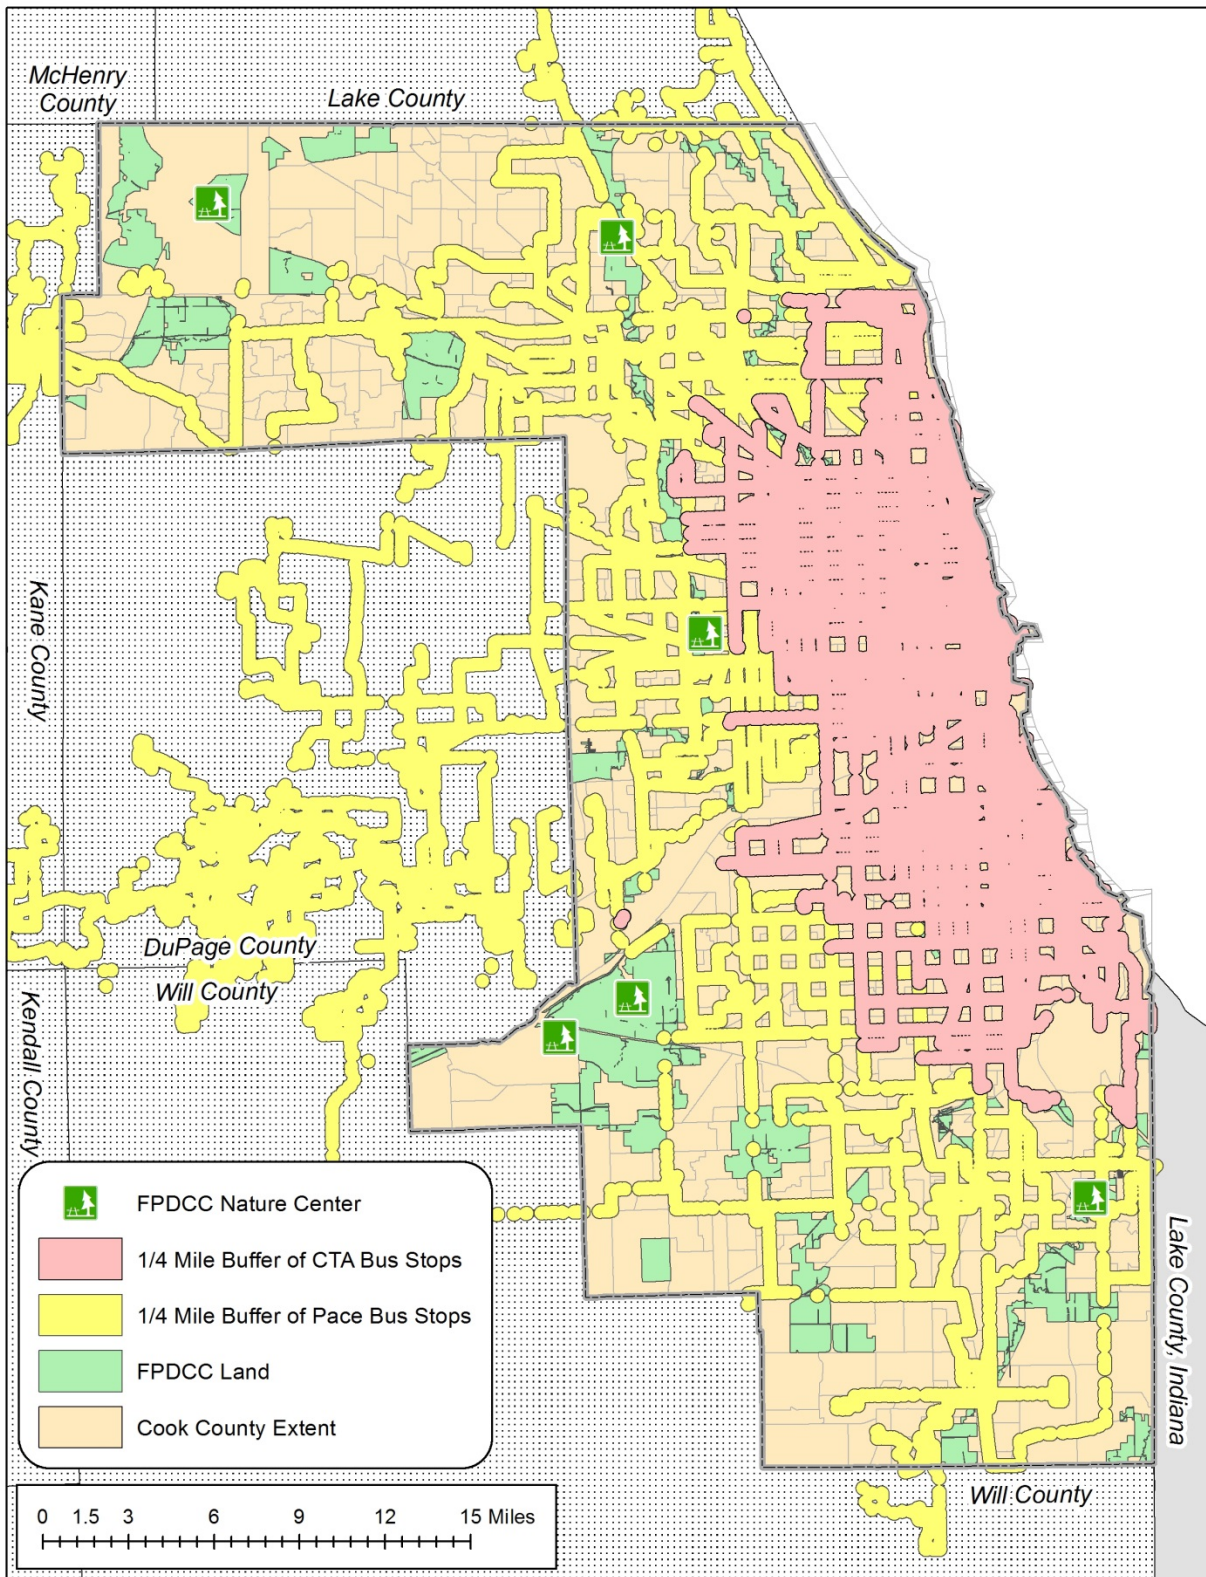 McHenry
County
Lake County
Kane County
DuPage County
Will County
Kendall County
FPDCC Nature Center
1/4 Mile Buffer of CTA Bus Stops
1/4 Mile Buffer of Pace Bus Stops
FPDCC Land
Cook County Extent
Lake County, Indiana
Will County
0 1.5 3 6 9 12 15 Miles